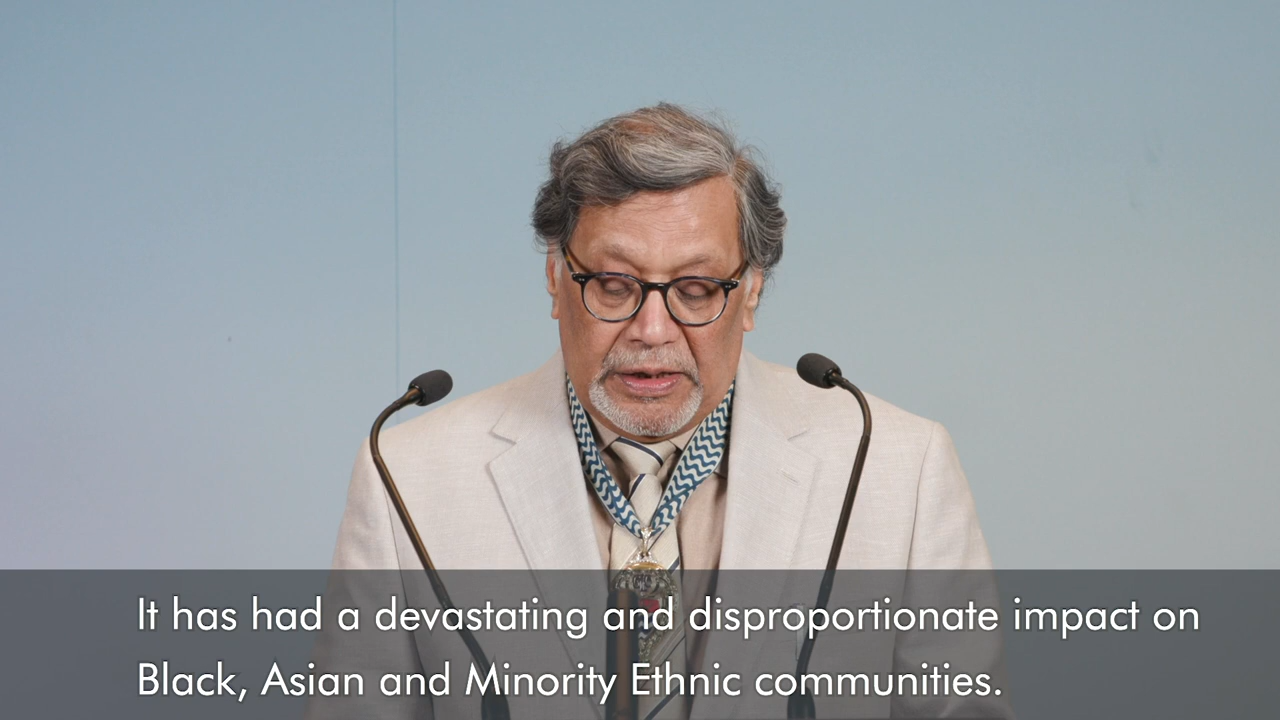 It has had a devastating and disproportionate impact on
Black, Asian and Minority Ethnic communities.